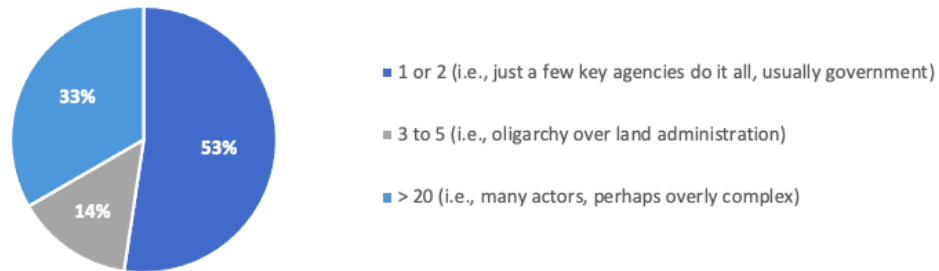 33%
53%
14%
1 or 2 (i.e., just a few key agencies do it all, usually government)
3 to 5 (i.e., oligarchy over land administration)
> 20 (i.e., many actors, perhaps overly complex)